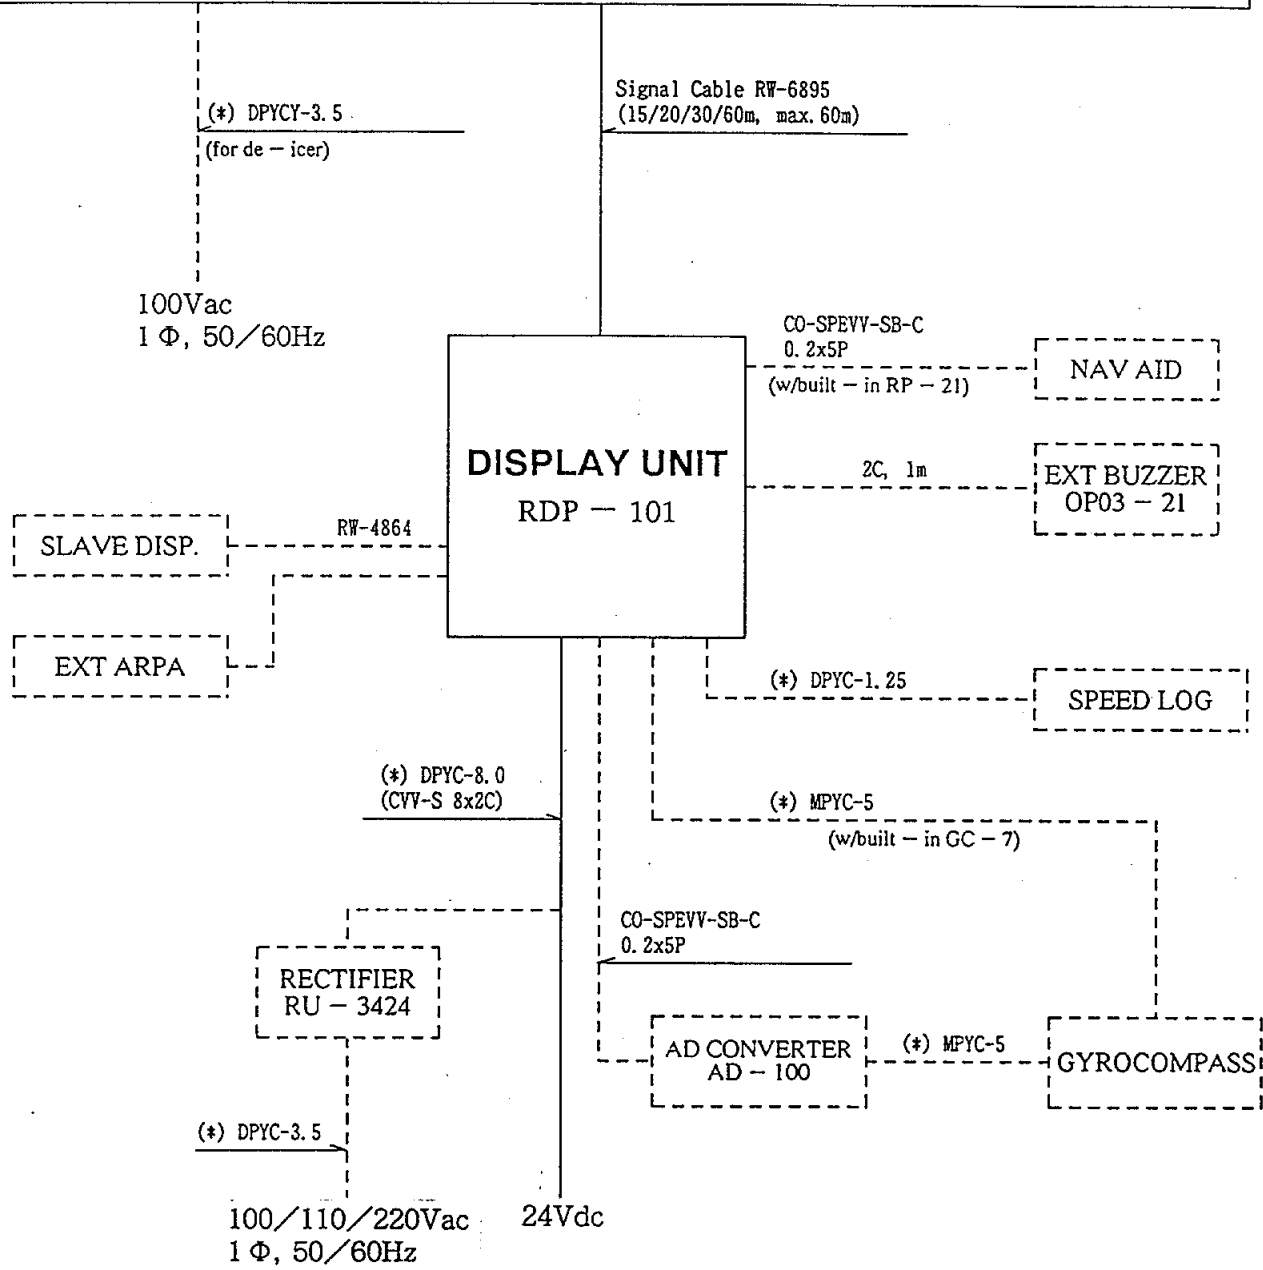 Signal Cable RW-6895
(15/20/30/60m, max. 60m)
(*) DPYCY-3.5
(for de-icer)
100Vac
1Φ, 50/60Hz
CO-SPEVV-SB-C
0.2x5P
(w/built-in RP-21)
NAV AID
DISPLAY UNIT
RDP-101
2C, 1m
EXT BUZZER
OP03-21
RW-4864
SLAVE DISP.
EXT ARPA
(*) DPYC-1.25
SPEED LOG
(*) DPYC-8.0
(CVV-S 8x2C)
(*) MPYC-5
(w/built-in GC-7)
CO-SPEVV-SB-C
0.2x5P
RECTIFIER
RU-3424
AD CONVERTER
AD-100
(*) MPYC-5
GYROCOMPASS
(*) DPYC-3.5
100/110/220Vac
1Φ, 50/60Hz
24Vdc